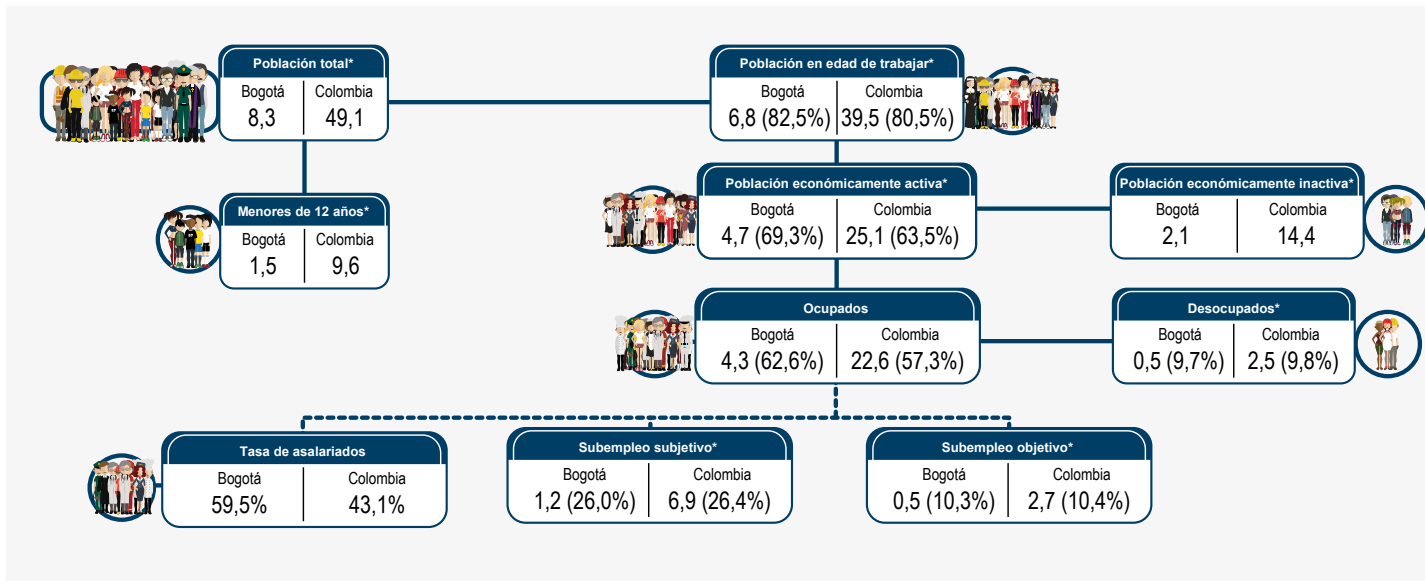 Población total*
Bogotá Colombia
8,3 49,1
Población en edad de trabajar*
Bogotá Colombia
6,8 (82,5%) 39,5 (80,5%)
Menores de 12 años*
Bogotá Colombia
1,5 9,6
Población económicamente activa*
Bogotá Colombia
4,7 (69,3%) 25,1 (63,5%)
Población económicamente inactiva*
Bogotá Colombia
2,1 14,4
Ocupados
Bogotá Colombia
4,3 (62,6%) 22,6 (57,3%)
Desocupados*
Bogotá Colombia
0,5 (9,7%) 2,5 (9,8%)
Tasa de asalariados
Bogotá Colombia
59,5% 43,1%
Subempleo subjetivo*
Bogotá Colombia
1,2 (26,0%) 6,9 (26,4%)
Subempleo objetivo*
Bogotá Colombia
0,5 (10,3%) 2,7 (10,4%)